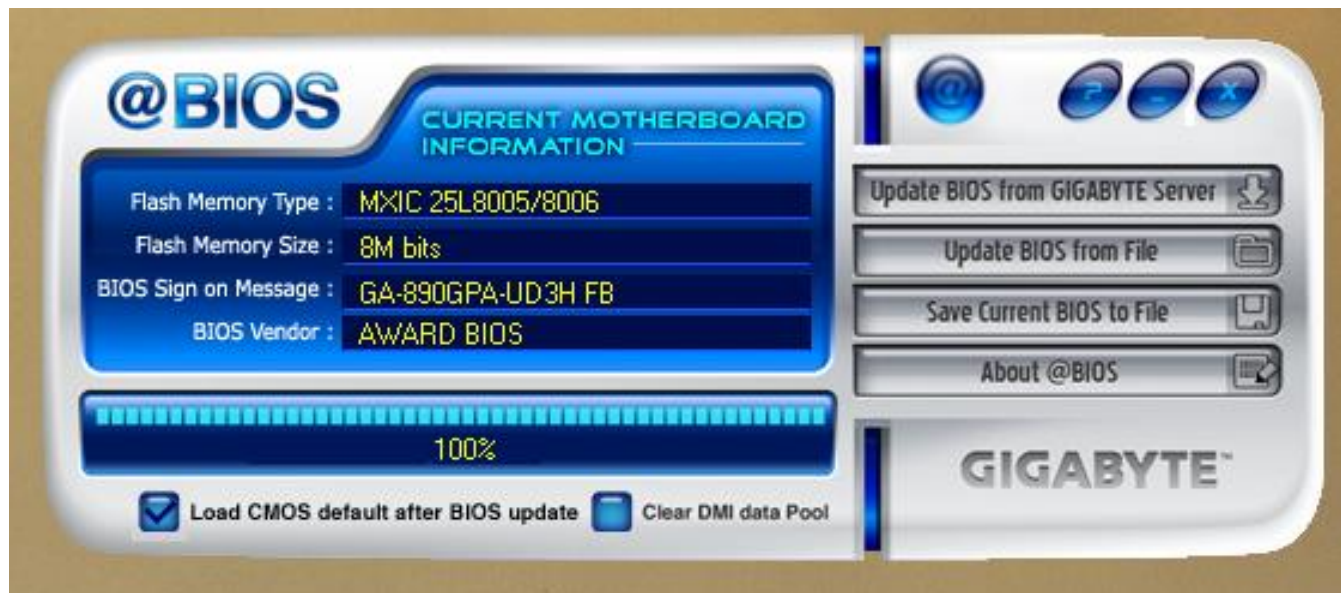 @BIOS
CURRENT MOTHERBOARD
INFORMATION
Flash Memory Type : MXIC 25L8005/8006
Flash Memory Size : 8M bits
BIOS Sign on Message : GA-890GPA-UD3H FB
BIOS Vendor : AWARD BIOS
100%
Load CMOS default after BIOS update Clear DMI data Pool
@ ? _ X
Update BIOS from GIGABYTE Server
Update BIOS from File
Save Current BIOS to File
About @BIOS
GIGABYTE™